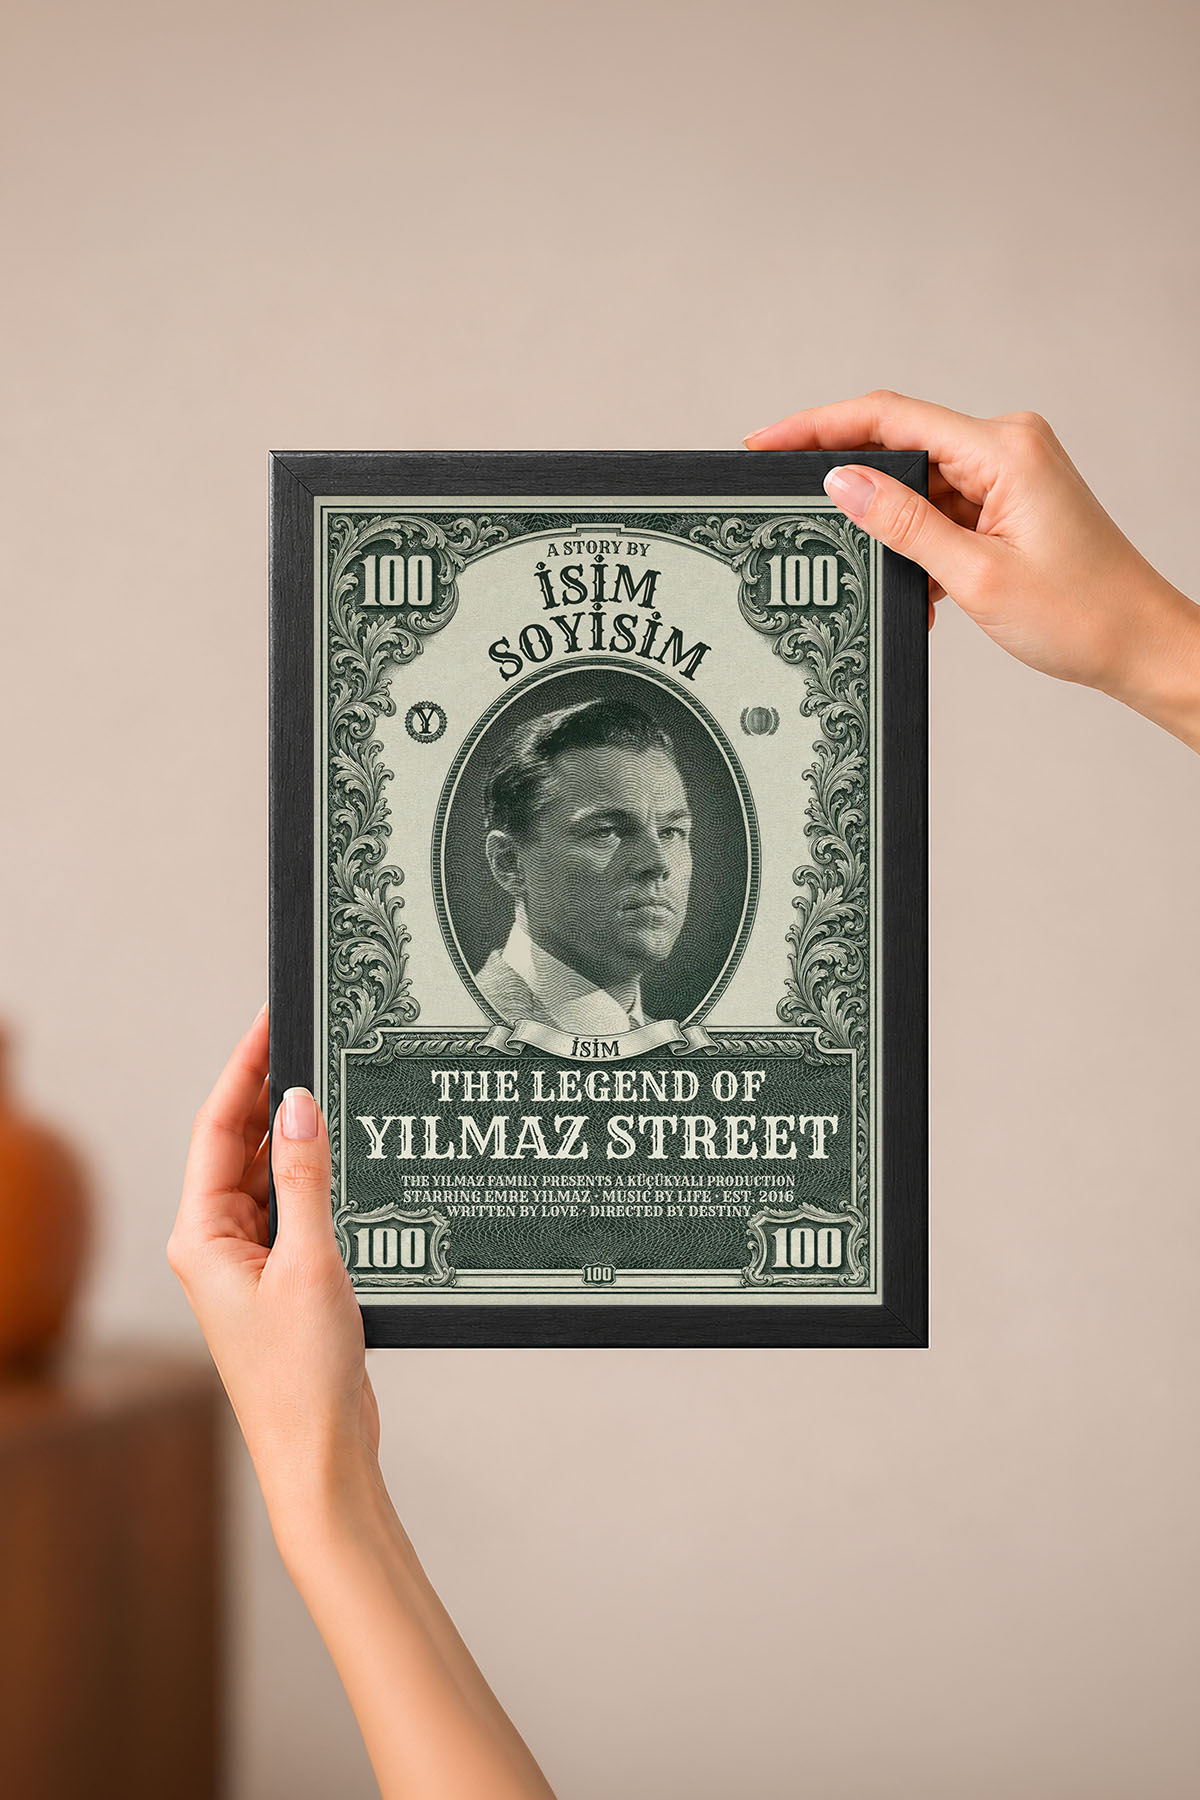 A STORY BY
100
İSİM
100
SOYİSİM
Y
İSİM
THE LEGEND OF
YILMAZ STREET
THE YILMAZ FAMILY PRESENTS A KÜÇÜKYALI PRODUCTION
STARRING EMRE YILMAZ · MUSIC BY LIFE · EST. 2016
WRITTEN BY LOVE · DIRECTED BY DESTINY
100
100
100